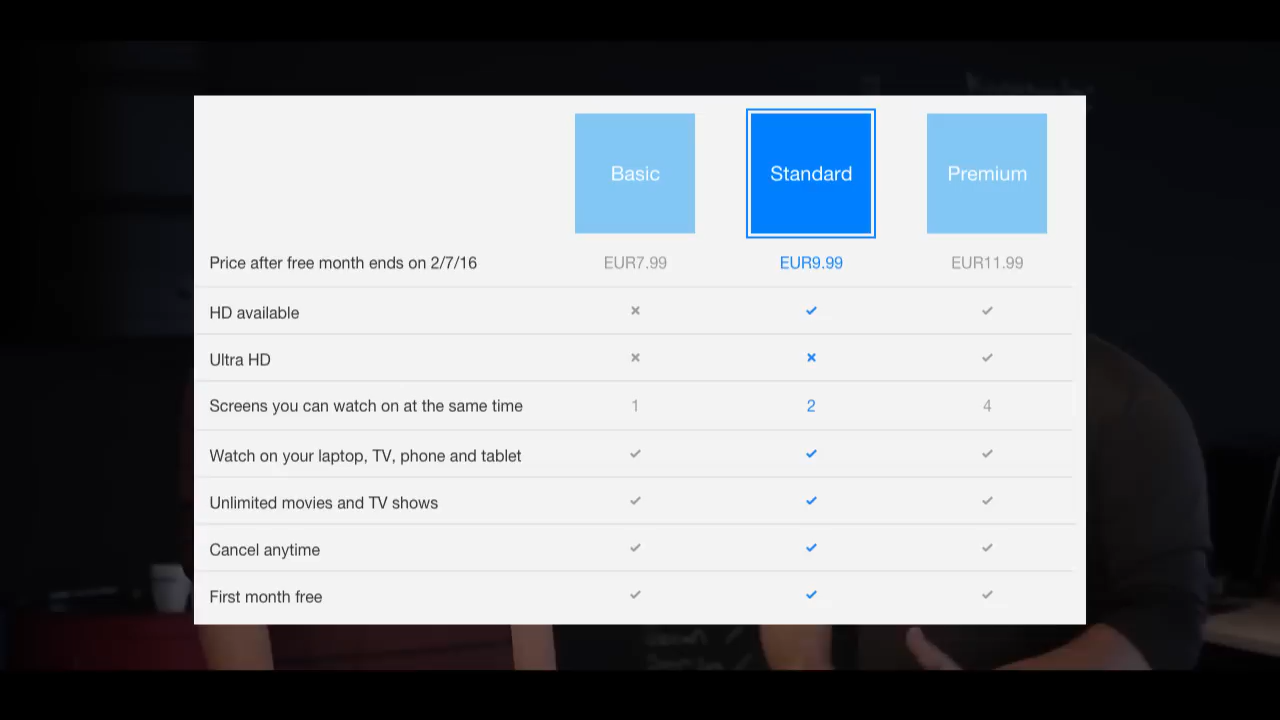 Basic Standard Premium
Price after free month ends on 2/7/16 EUR7.99 EUR9.99 EUR11.99
HD available
Ultra HD
Screens you can watch on at the same time 1 2 4
Watch on your laptop, TV, phone and tablet
Unlimited movies and TV shows
Cancel anytime
First month free